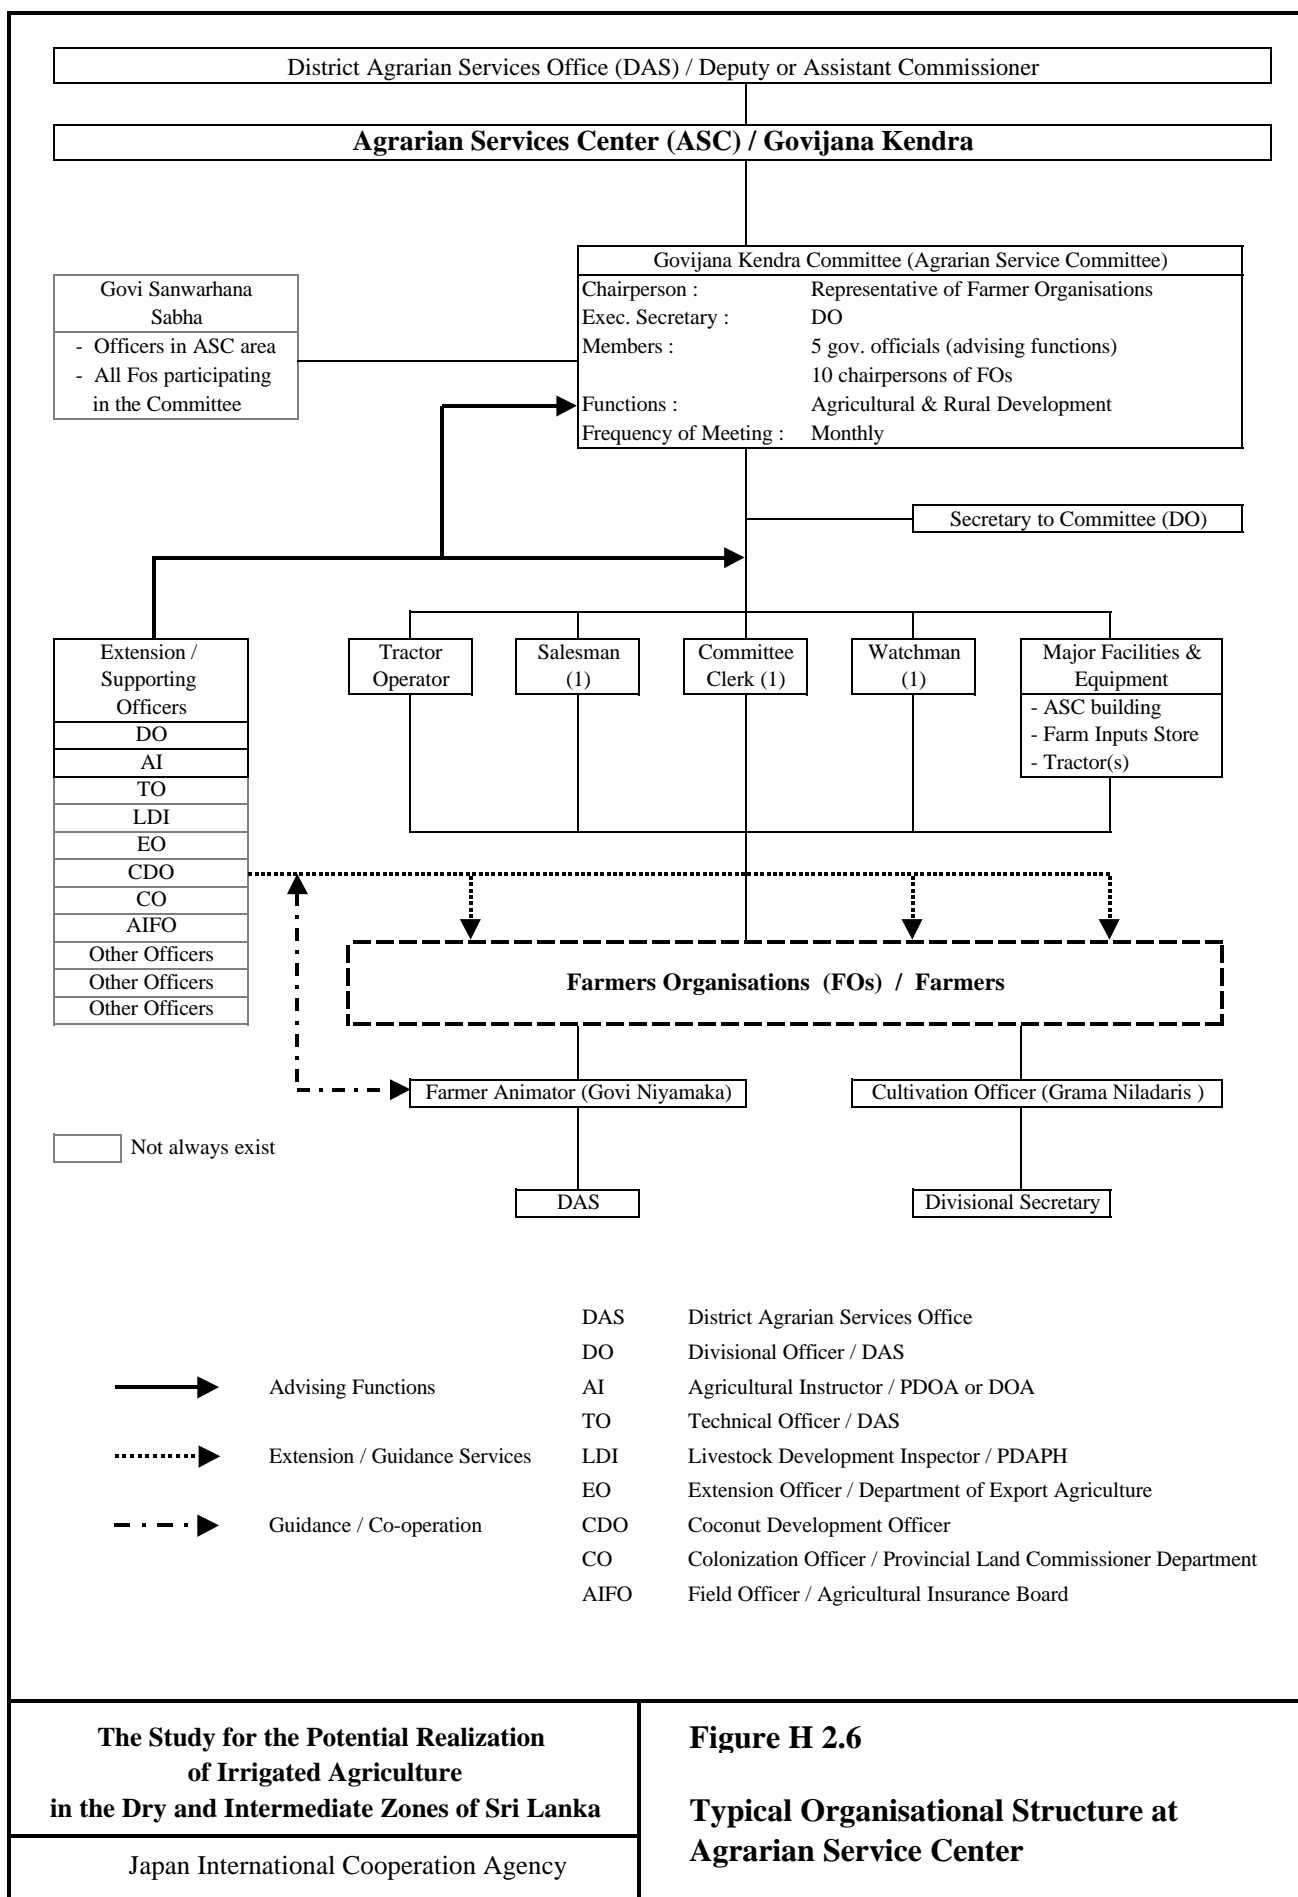 District Agrarian Services Office (DAS) / Deputy or Assistant Commissioner
Agrarian Services Center (ASC) / Govijana Kendra
Govijana Kendra Committee (Agrarian Service Committee)
Chairperson : Representative of Farmer Organisations
Exec. Secretary : DO
Members : 5 gov. officials (advising functions)
10 chairpersons of FOs
Functions : Agricultural & Rural Development
Frequency of Meeting : Monthly
Govi Sanwarhana
Sabha
- Officers in ASC area
- All Fos participating
in the Committee
Secretary to Committee (DO)
Extension /
Supporting
Officers
DO
AI
TO
LDI
EO
CDO
CO
AIFO
Other Officers
Other Officers
Other Officers
Tractor
Operator
Salesman
(1)
Committee
Clerk (1)
Watchman
(1)
Major Facilities &
Equipment
- ASC building
- Farm Inputs Store
- Tractor(s)
Farmers Organisations (FOs) / Farmers
Farmer Animator (Govi Niyamaka)
Cultivation Officer (Grama Niladaris )
Not always exist
DAS
Divisional Secretary
Advising Functions
Extension / Guidance Services
Guidance / Co-operation
DAS District Agrarian Services Office
DO Divisional Officer / DAS
AI Agricultural Instructor / PDOA or DOA
TO Technical Officer / DAS
LDI Livestock Development Inspector / PDAPH
EO Extension Officer / Department of Export Agriculture
CDO Coconut Development Officer
CO Colonization Officer / Provincial Land Commissioner Department
AIFO Field Officer / Agricultural Insurance Board
The Study for the Potential Realization
of Irrigated Agriculture
in the Dry and Intermediate Zones of Sri Lanka
Japan International Cooperation Agency
Figure H 2.6
Typical Organisational Structure at
Agrarian Service Center